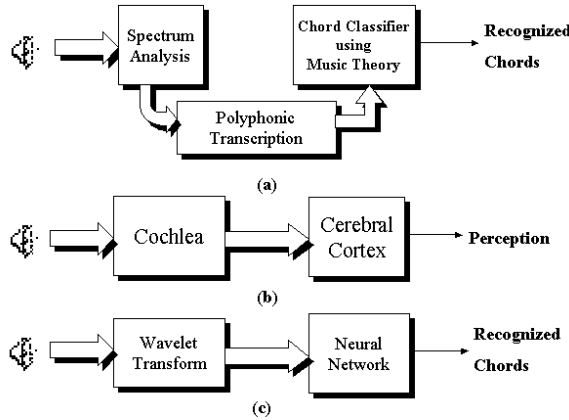 Spectrum
Analysis
Chord Classifier
using
Music Theory
Recognized
Chords
Polyphonic
Transcription
(a)
Cochlea
Cerebral
Cortex
Perception
(b)
Wavelet
Transform
Neural
Network
Recognized
Chords
(c)